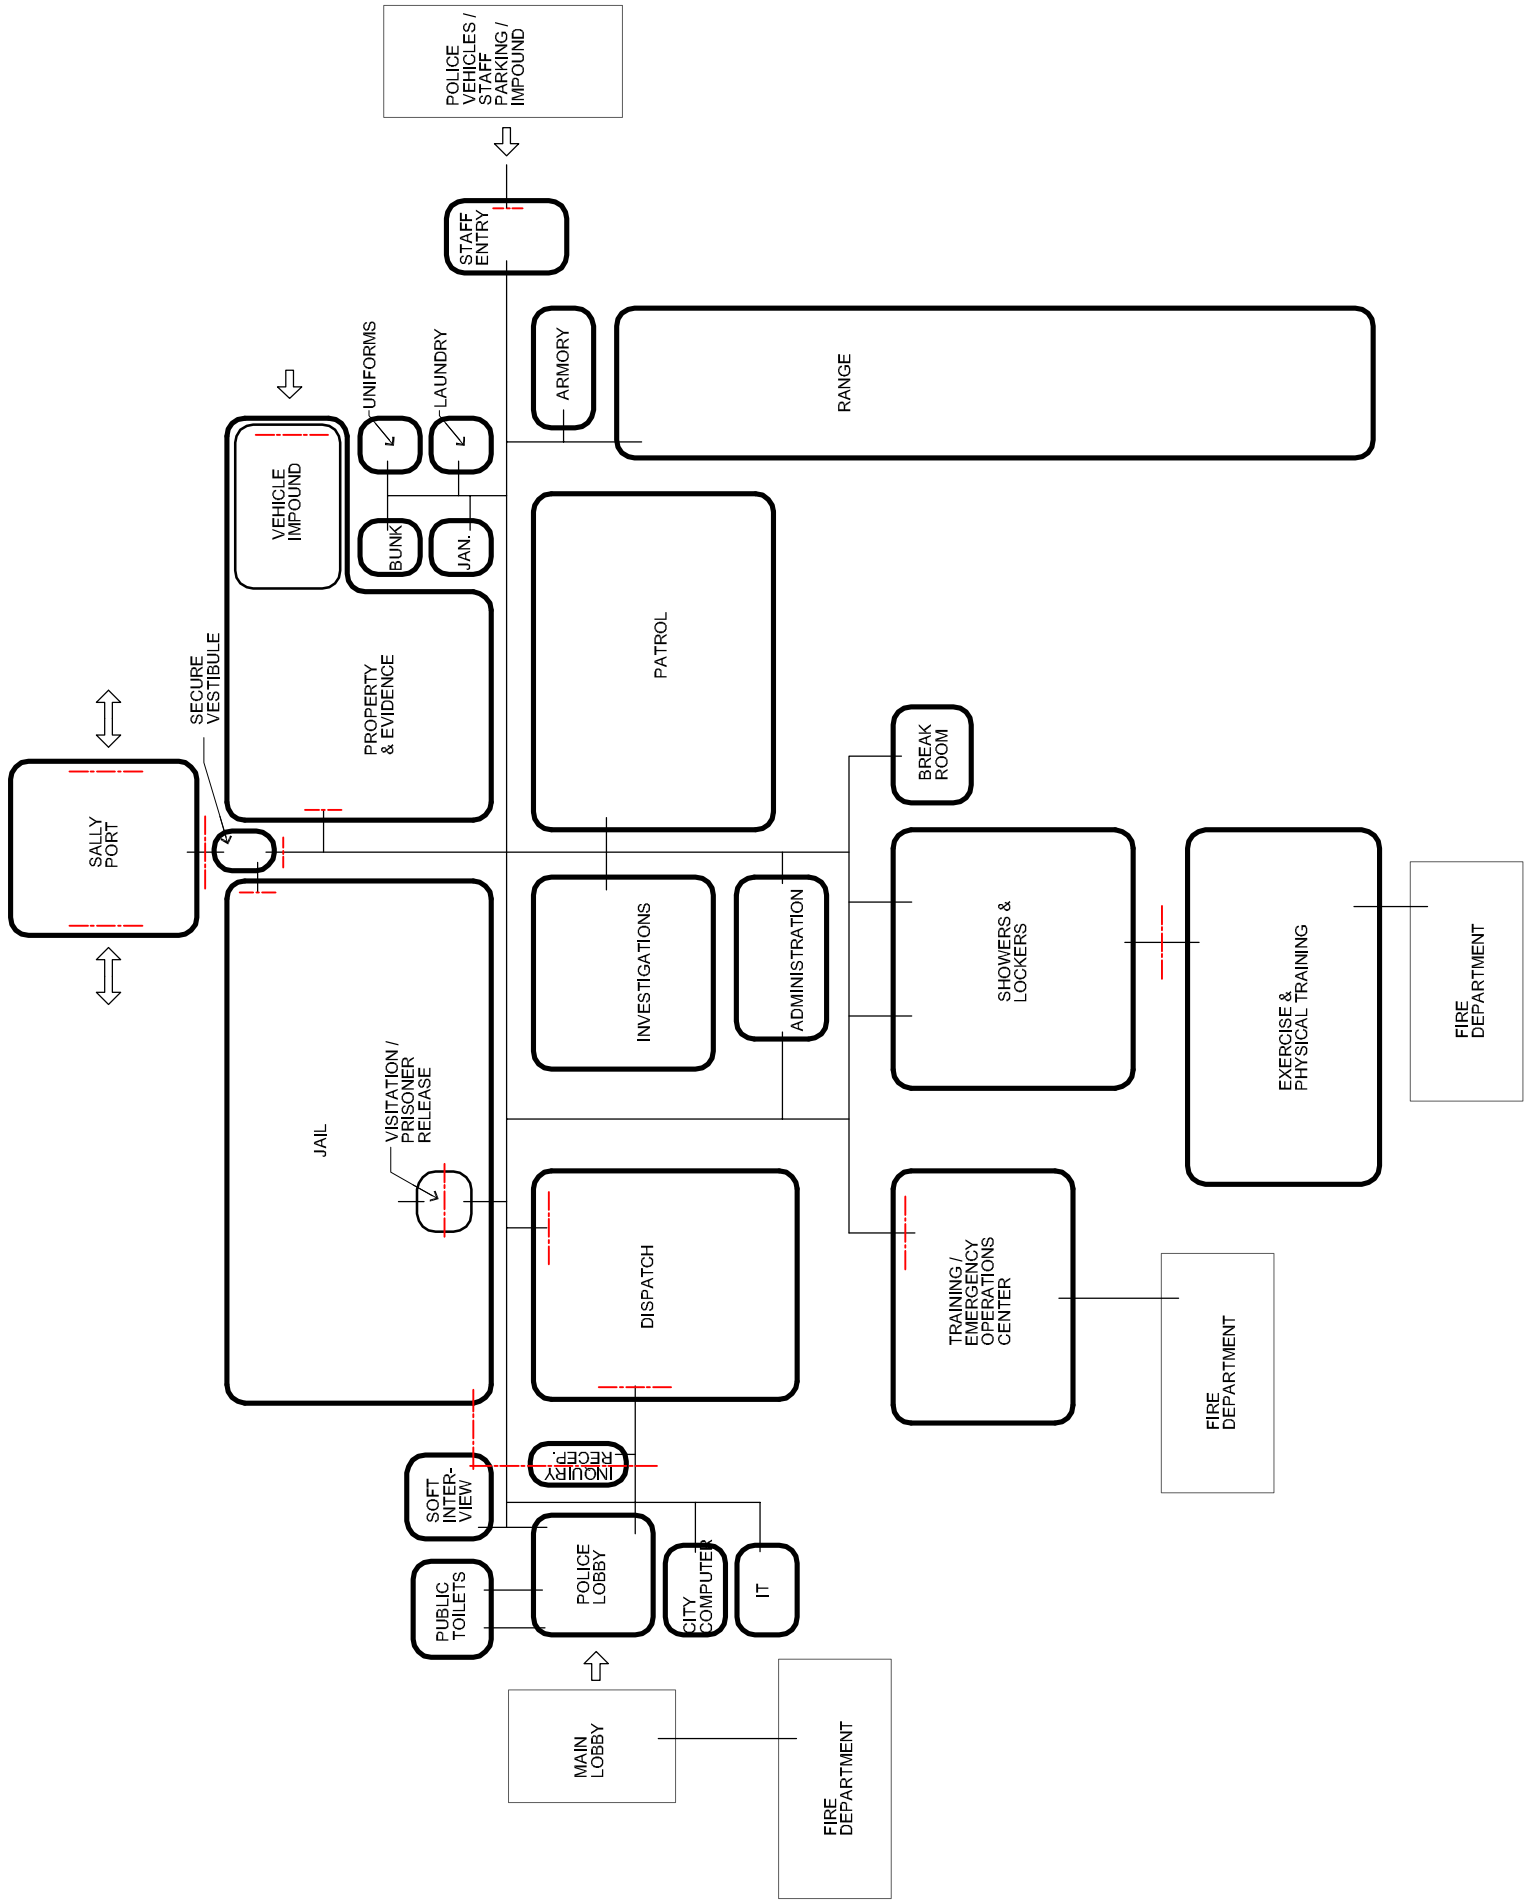 POLICE
VEHICLES /
STAFF
PARKING /
IMPOUND
STAFF
ENTRY
UNIFORMS
LAUNDRY
ARMORY
RANGE
VEHICLE
IMPOUND
BUNK
JAN.
SECURE
VESTIBULE
PROPERTY
& EVIDENCE
PATROL
SALLY
PORT
BREAK
ROOM
INVESTIGATIONS
ADMINISTRATION
SHOWERS &
LOCKERS
EXERCISE &
PHYSICAL TRAINING
FIRE
DEPARTMENT
JAIL
VISITATION /
PRISONER
RELEASE
DISPATCH
TRAINING /
EMERGENCY
OPERATIONS
CENTER
FIRE
DEPARTMENT
SOFT
INTER-
VIEW
INQUIRY
RECEP.
PUBLIC
TOILETS
POLICE
LOBBY
CITY
COMPUTER
IT
MAIN
LOBBY
FIRE
DEPARTMENT